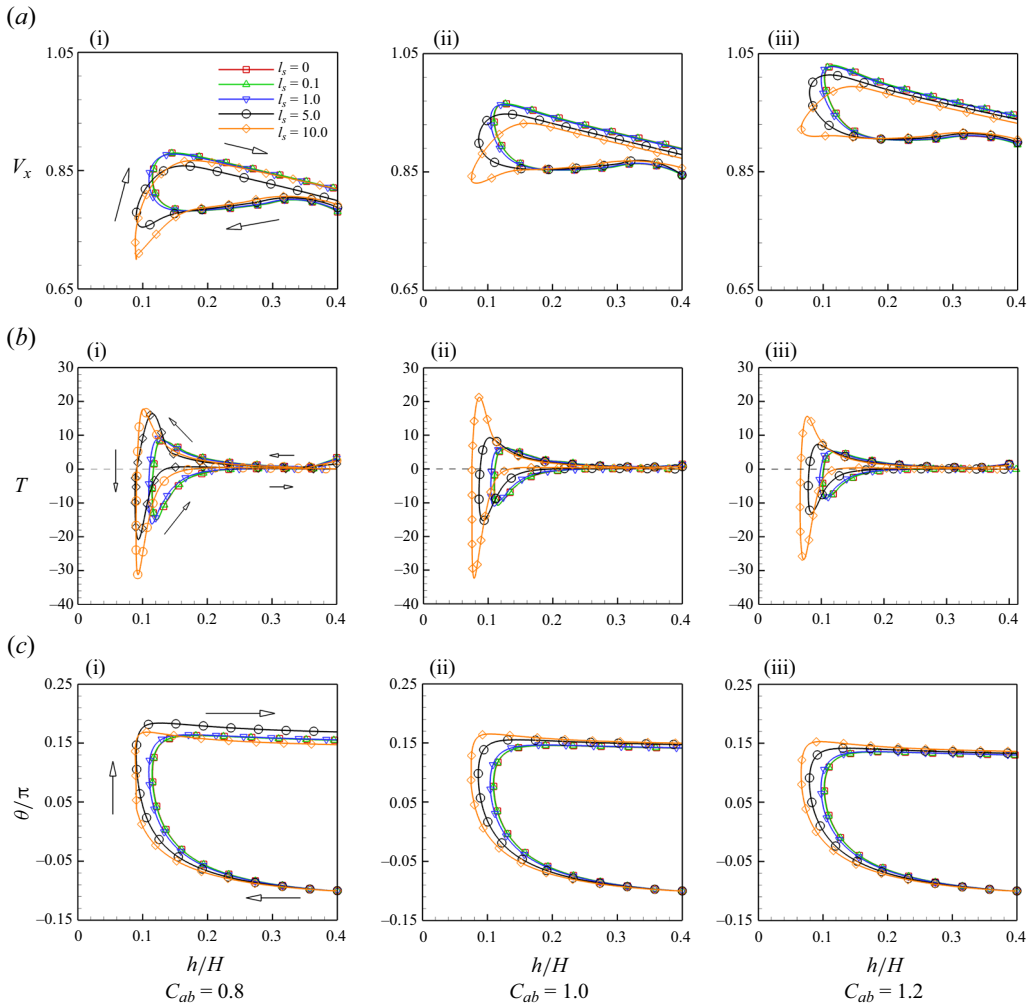 (a)
(i) (ii) (iii)
1.05 1.05 1.05
l_s = 0
l_s = 0.1
l_s = 1.0
l_s = 5.0
l_s = 10.0
V_x 0.85 0.85 0.85
0.65 0.65 0.65
0 0.1 0.2 0.3 0.4 0 0.1 0.2 0.3 0.4 0 0.1 0.2 0.3 0.4
(b)
(i) (ii) (iii)
30 30 30
20 20 20
10 10 10
0 0 0
T
–10 –10 –10
–20 –20 –20
–30 –30 –30
–40 –40 –40
0 0.1 0.2 0.3 0.4 0 0.1 0.2 0.3 0.4 0 0.1 0.2 0.3 0.4
(c)
(i) (ii) (iii)
0.25 0.25 0.25
0.15 0.15 0.15
θ/π 0.05 0.05 0.05
–0.05 –0.05 –0.05
–0.15 –0.15 –0.15
0 0.1 0.2 0.3 0.4 0 0.1 0.2 0.3 0.4 0 0.1 0.2 0.3 0.4
h/H h/H h/H
C_ab = 0.8 C_ab = 1.0 C_ab = 1.2